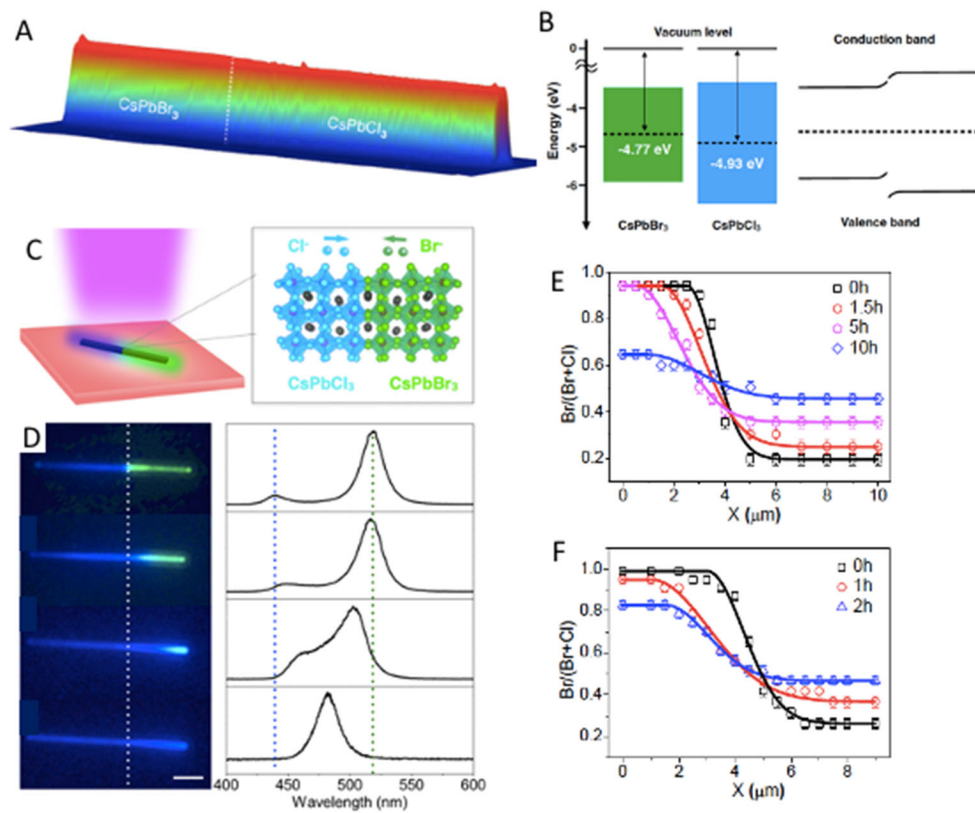 A
CsPbBr₃
CsPbCl₃
B
Vacuum level
Conduction band
0
-4
-5
-6
Energy (eV)
-4.77 eV
-4.93 eV
CsPbBr₃
CsPbCl₃
Valence band
C
Cl⁻
Br⁻
CsPbCl₃
CsPbBr₃
D
400
450
500
550
600
Wavelength (nm)
E
1.0
0.8
0.6
0.4
0.2
Br/(Br+Cl)
0h
1.5h
5h
10h
0 2 4 6 8 10
X (μm)
F
1.0
0.8
0.6
0.4
0.2
Br/(Br+Cl)
0h
1h
2h
0 2 4 6 8
X (μm)